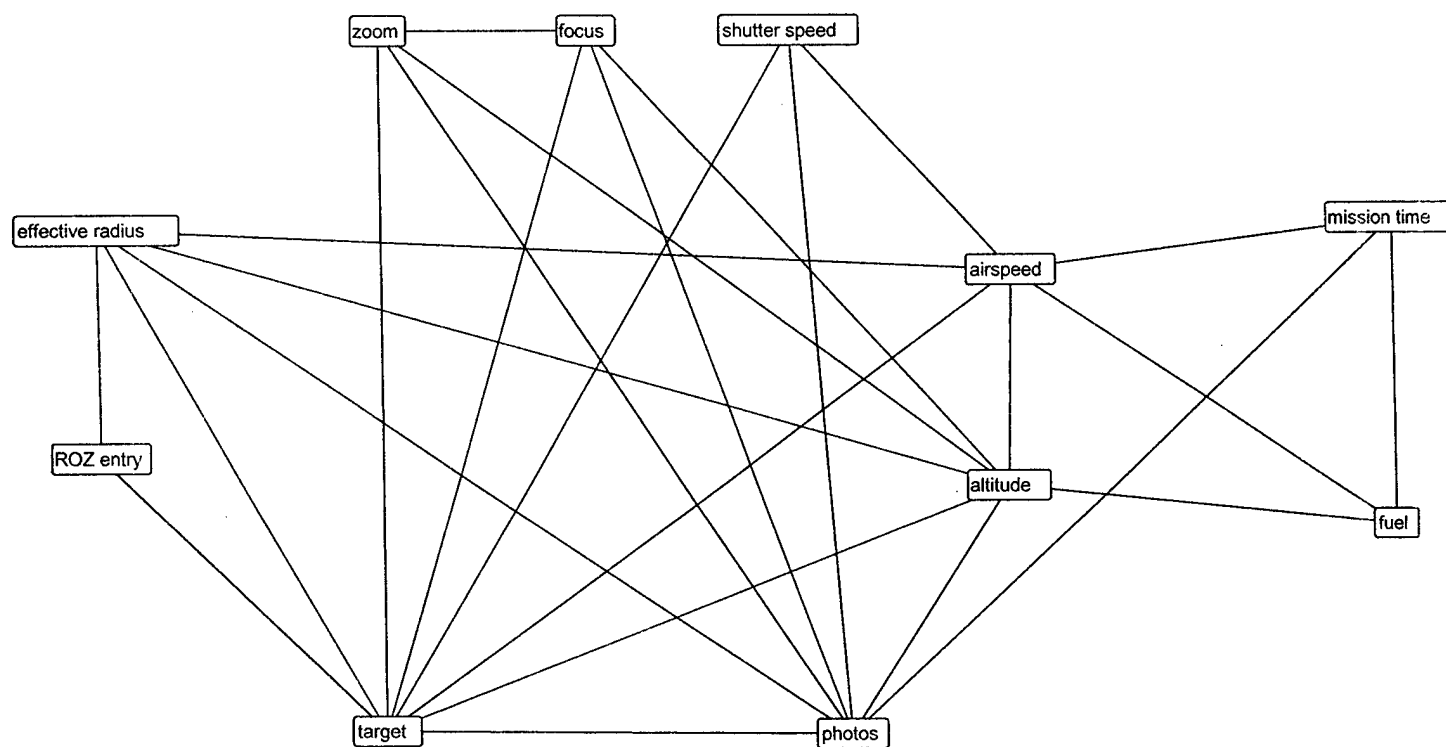 zoom
focus
shutter speed
effective radius
mission time
airspeed
ROZ entry
altitude
fuel
target
photos